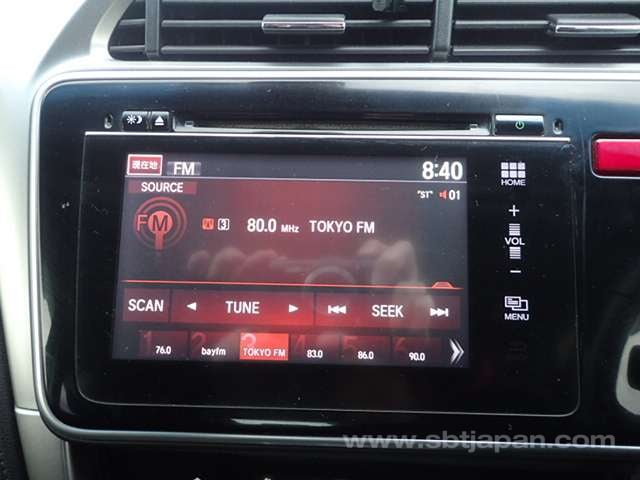 現在地 FM 8:40
SOURCE "ST" 01
FM [3] 80.0 MHz TOKYO FM
SCAN TUNE SEEK
1 2 3 4 5 6
76.0 bayfm TOKYO FM 83.0 86.0 90.0
HOME
+
VOL
−
MENU
www.sbtjapan.com